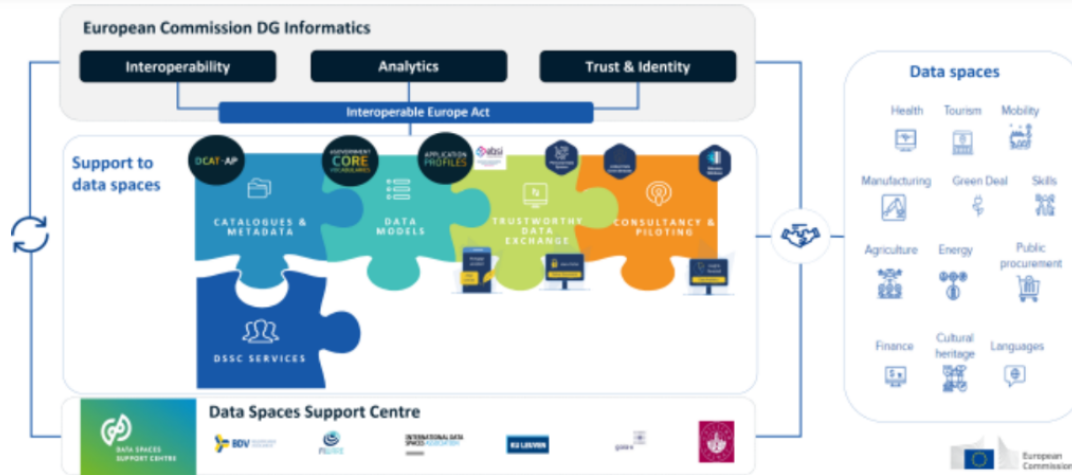 European Commission DG Informatics
Interoperability
Analytics
Trust & Identity
Interoperable Europe Act
Support to
data spaces
DCAT-AP
CORE
VOCABULARIES
APPLICATION
PROFILES
CATALOGUES &
METADATA
DATA
MODELS
TRUSTWORTHY
DATA
EXCHANGE
CONSULTANCY &
PILOTING
DSSC SERVICES
DATA SPACES
SUPPORT CENTRE
Data Spaces Support Centre
BDV
INTERNATIONAL DATA
SPACES ASSOCIATION
KU LEUVEN
Data spaces
Health
Tourism
Mobility
Manufacturing
Green Deal
Skills
Agriculture
Energy
Public
procurement
Finance
Cultural
heritage
Languages
European
Commission